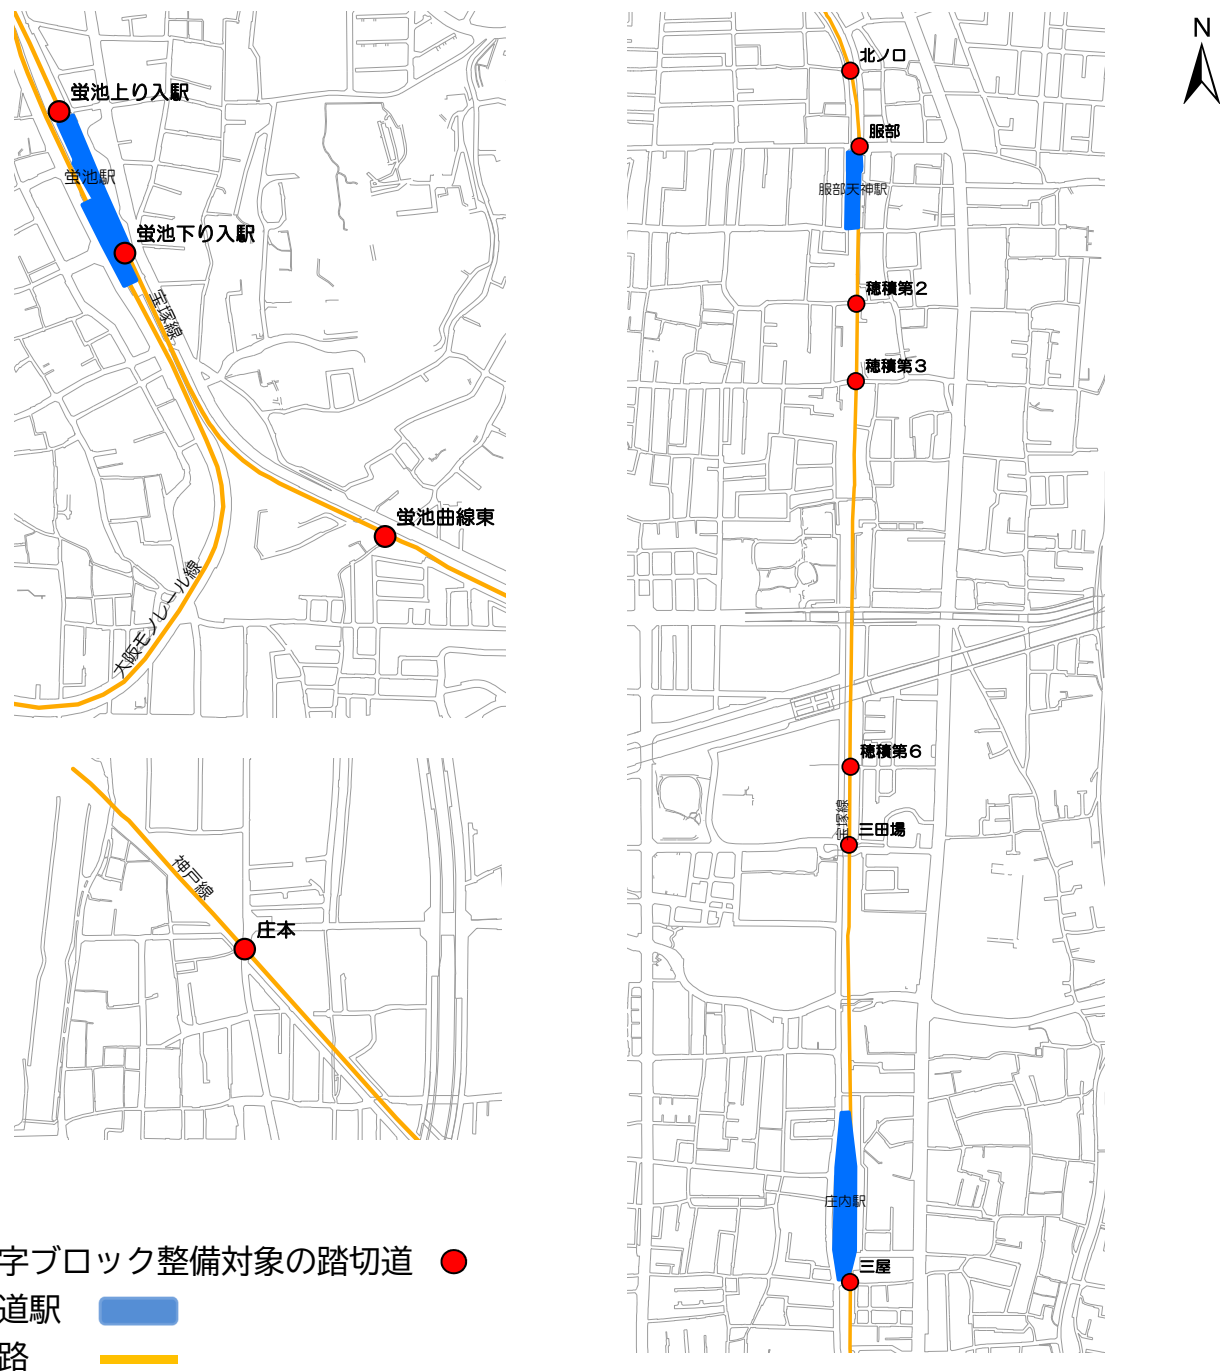 蛍池上り入駅
蛍池駅
蛍池下り入駅
宝塚線
蛍池曲線東
大阪モノレール線
神戸線
庄本
北ノ口
服部
服部天神駅
穂積第2
穂積第3
穂積第6
宝塚線
三田場
庄内駅
三屋
N
字ブロック整備対象の踏切道
道駅
路